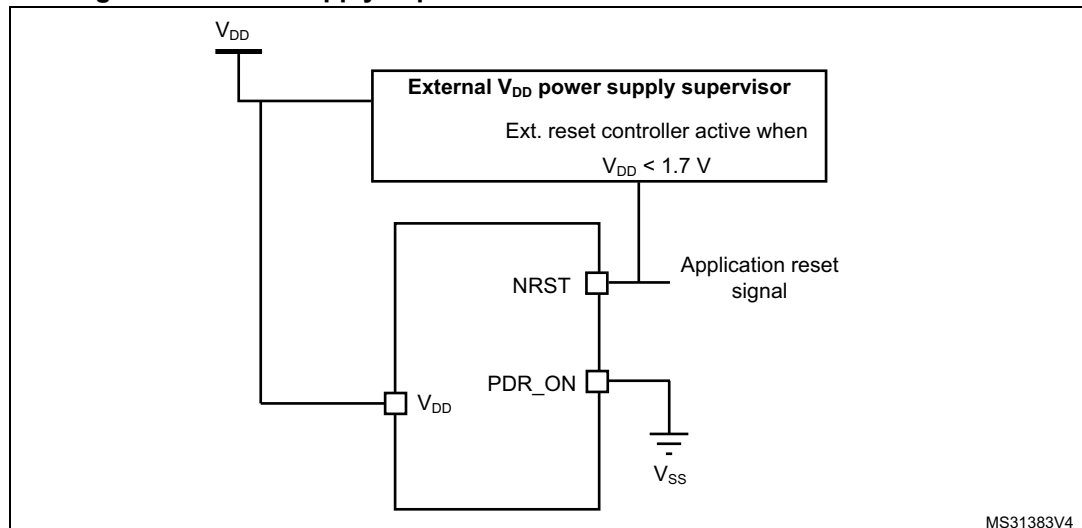 V_DD
External V_DD power supply supervisor
Ext. reset controller active when
V_DD < 1.7 V
Application reset
signal
NRST
PDR_ON
V_DD
V_SS
MS31383V4